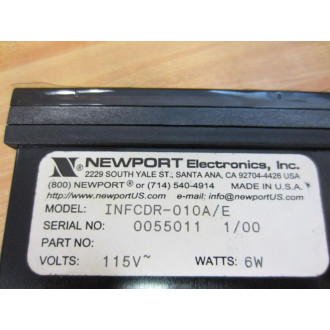 NEWPORT Electronics, Inc.
2229 SOUTH YALE ST., SANTA ANA, CA 92704-4426 USA
(800) NEWPORT® or (714) 540-4914 MADE IN U.S.A.
http://www.newportUS.com e-mail:info@newportUS.com
MODEL: INFCDR-010A/E
SERIAL NO: 0055011 1/00
PART NO:
VOLTS: 115V~ WATTS: 6W